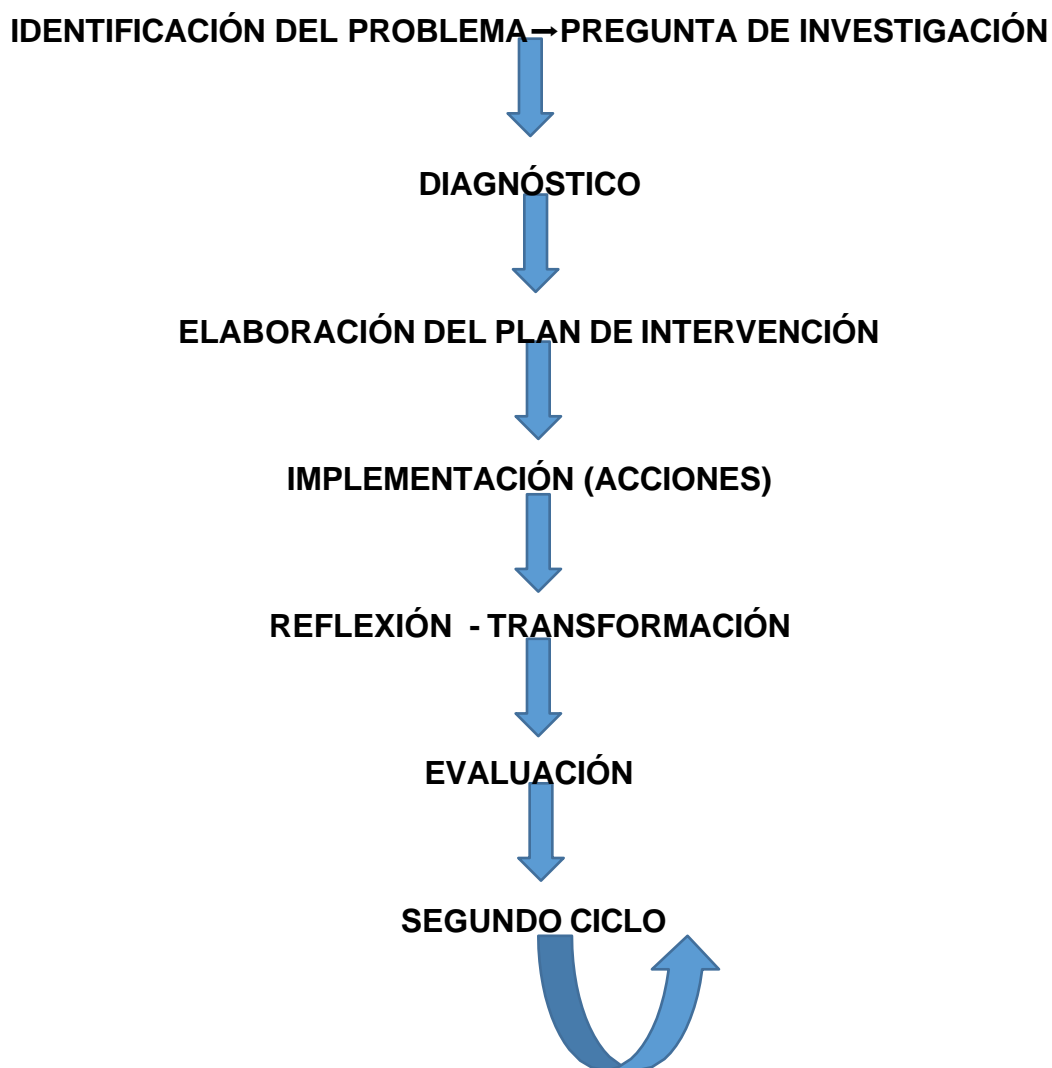 IDENTIFICACIÓN DEL PROBLEMA→PREGUNTA DE INVESTIGACIÓN
DIAGNÓSTICO
ELABORACIÓN DEL PLAN DE INTERVENCIÓN
IMPLEMENTACIÓN (ACCIONES)
REFLEXIÓN - TRANSFORMACIÓN
EVALUACIÓN
SEGUNDO CICLO